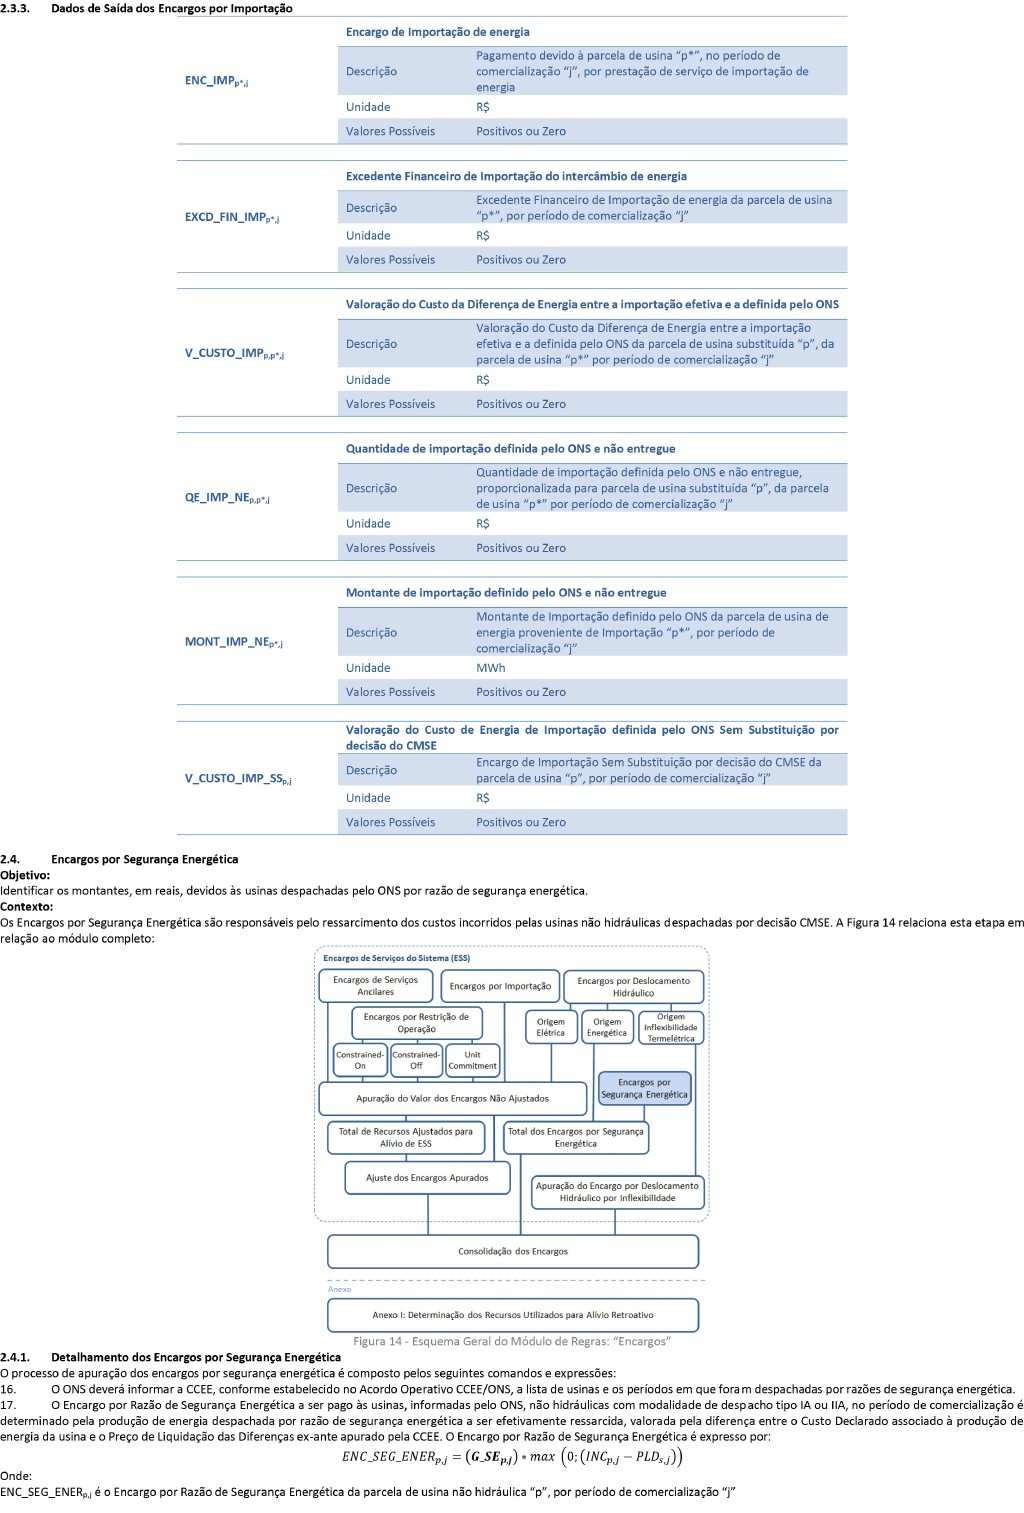 2.3.3. Dados de Saída dos Encargos por Importação
Encargo de Importação de energia
ENC_IMPp*,j
Descrição
Pagamento devido à parcela de usina "p*", no período de
comercialização "j", por prestação de serviço de importação de
energia
Unidade R$
Valores Possíveis Positivos ou Zero
Excedente Financeiro de Importação do intercâmbio de energia
EXCD_FIN_IMPp*,j
Descrição
Excedente Financeiro de Importação de energia da parcela de usina
"p*", por período de comercialização "j"
Unidade R$
Valores Possíveis Positivos ou Zero
Valoração do Custo da Diferença de Energia entre a importação efetiva e a definida pelo ONS
V_CUSTO_IMPp,p*,j
Descrição
Valoração do Custo da Diferença de Energia entre a importação
efetiva e a definida pelo ONS da parcela de usina substituída "p", da
parcela de usina "p*" por período de comercialização "j"
Unidade R$
Valores Possíveis Positivos ou Zero
Quantidade de importação definida pelo ONS e não entregue
QE_IMP_NEp,p*,j
Descrição
Quantidade de importação definida pelo ONS e não entregue,
proporcionalizada para parcela de usina substituída "p", da parcela
de usina "p*" por período de comercialização "j"
Unidade R$
Valores Possíveis Positivos ou Zero
Montante de importação definido pelo ONS e não entregue
MONT_IMP_NEp*,j
Descrição
Montante de Importação definido pelo ONS da parcela de usina de
energia proveniente de Importação "p*", por período de
comercialização "j"
Unidade MWh
Valores Possíveis Positivos ou Zero
Valoração do Custo de Energia de Importação definida pelo ONS Sem Substituição por
decisão do CMSE
V_CUSTO_IMP_SSp,j
Descrição
Encargo de Importação Sem Substituição por decisão do CMSE da
parcela de usina "p", por período de comercialização "j"
Unidade R$
Valores Possíveis Positivos ou Zero
2.4. Encargos por Segurança Energética
Objetivo:
Identificar os montantes, em reais, devidos às usinas despachadas pelo ONS por razão de segurança energética.
Contexto:
Os Encargos por Segurança Energética são responsáveis pelo ressarcimento dos custos incorridos pelas usinas não hidráulicas despachadas por decisão CMSE. A Figura 14 relaciona esta etapa em
relação ao módulo completo:
Encargos de Serviços do Sistema (ESS)
Encargos de Serviços
Ancilares
Encargos por Importação
Encargos por Deslocamento
Hidráulico
Encargos por Restrição de
Operação
Origem
Elétrica
Origem
Energética
Origem
Inflexibilidade
Termelétrica
Constrained-
On
Constrained-
Off
Unit
Commitment
Encargos por
Segurança Energética
Apuração do Valor dos Encargos Não Ajustados
Total de Recursos Ajustados para
Alívio de ESS
Total dos Encargos por Segurança
Energética
Ajuste dos Encargos Apurados
Apuração do Encargo por Deslocamento
Hidráulico por Inflexibilidade
Consolidação dos Encargos
Anexo
Anexo I: Determinação dos Recursos Utilizados para Alívio Retroativo
Figura 14 - Esquema Geral do Módulo de Regras: "Encargos"
2.4.1. Detalhamento dos Encargos por Segurança Energética
O processo de apuração dos encargos por segurança energética é composto pelos seguintes comandos e expressões:
16. O ONS deverá informar a CCEE, conforme estabelecido no Acordo Operativo CCEE/ONS, a lista de usinas e os períodos em que foram despachadas por razões de segurança energética.
17. O Encargo por Razão de Segurança Energética a ser pago às usinas, informadas pelo ONS, não hidráulicas com modalidade de despacho tipo IA ou IIA, no período de comercialização é
determinado pela produção de energia despachada por razão de segurança energética a ser efetivamente ressarcida, valorada pela diferença entre o Custo Declarado associado à produção de
energia da usina e o Preço de Liquidação das Diferenças ex-ante apurado pela CCEE. O Encargo por Razão de Segurança Energética é expresso por:
ENC_SEG_ENERp,j = (G_SEp,j) * max (0; (INCp,j − PLDs,j))
Onde:
ENC_SEG_ENERp,j é o Encargo por Razão de Segurança Energética da parcela de usina não hidráulica "p", por período de comercialização "j"